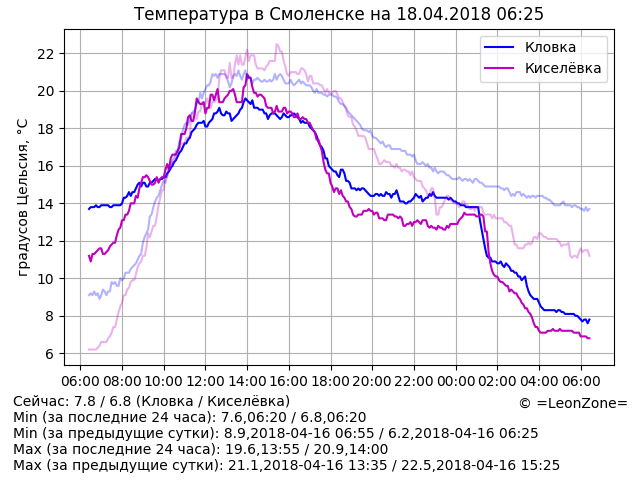 Температура в Смоленске на 18.04.2018 06:25
Кловка
Киселёвка
градусов Цельсия, °C
22
20
18
16
14
12
10
8
6
06:00 08:00 10:00 12:00 14:00 16:00 18:00 20:00 22:00 00:00 02:00 04:00 06:00
Сейчас: 7.8 / 6.8 (Кловка / Киселёвка)
© =LeonZone=
Min (за последние 24 часа): 7.6,06:20 / 6.8,06:20
Min (за предыдущие сутки): 8.9,2018-04-16 06:55 / 6.2,2018-04-16 06:25
Max (за последние 24 часа): 19.6,13:55 / 20.9,14:00
Max (за предыдущие сутки): 21.1,2018-04-16 13:35 / 22.5,2018-04-16 15:25